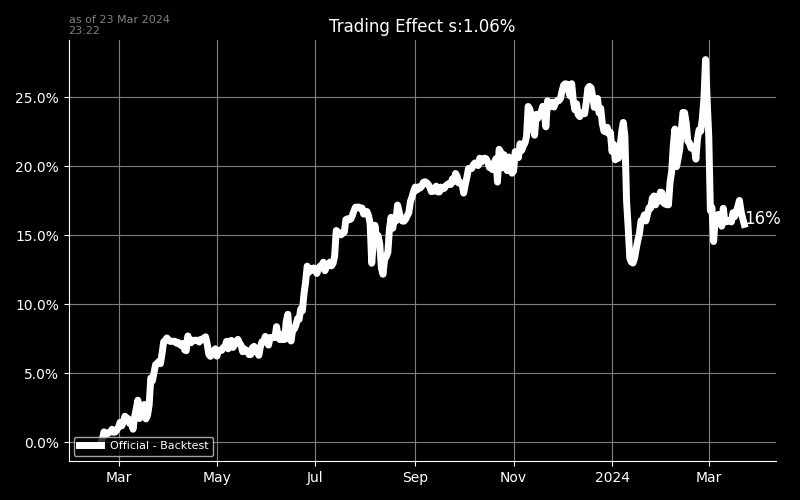 as of 23 Mar 2024
23:22
Trading Effect s:1.06%
25.0%
20.0%
15.0%
10.0%
5.0%
0.0%
16%
Official - Backtest
Mar
May
Jul
Sep
Nov
2024
Mar